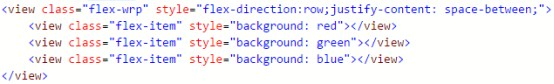 <view class="flex-wrp" style="flex-direction:row;justify-content: space-between;">
    <view class="flex-item" style="background: red"></view>
    <view class="flex-item" style="background: green"></view>
    <view class="flex-item" style="background: blue"></view>
</view>